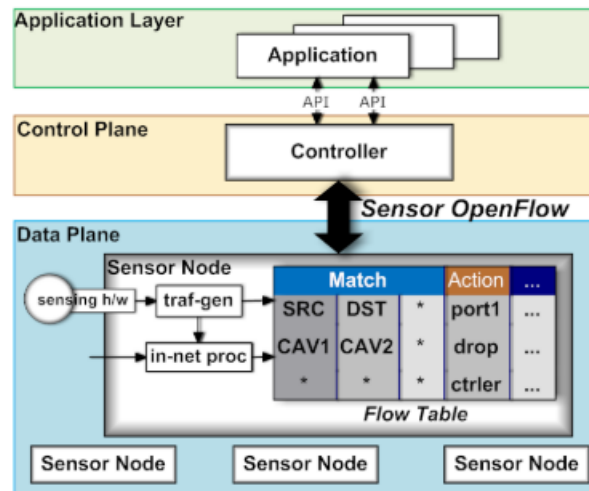 Application Layer
Application
API API
Control Plane
Controller
Sensor OpenFlow
Data Plane
Sensor Node
Match Action ...
sensing h/w traf-gen
SRC DST * port1 ...
in-net proc
CAV1 CAV2 * drop ...
* * * ctrler ...
Flow Table
Sensor Node Sensor Node Sensor Node